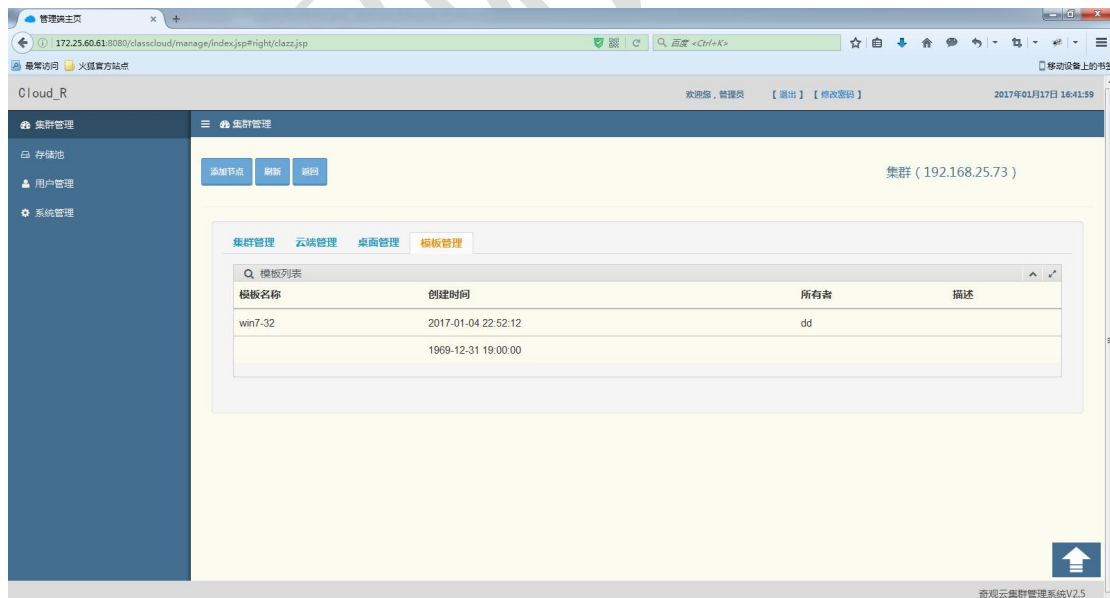 管理端主页 × +
172.25.60.61:8080/classcloud/manage/index.jsp#right/clazz.jsp 百度 <Ctrl+K>
最常访问 火狐官方站点 移动设备上的书签
Cloud_R 欢迎您，管理员 【退出】 【修改密码】 2017年01月17日 16:41:59
集群管理 集群管理
存储池
用户管理
系统管理
添加节点 刷新 返回 集群（192.168.25.73）
集群管理 云端管理 桌面管理 模板管理
模板列表
模板名称 创建时间 所有者 描述
win7-32 2017-01-04 22:52:12 dd
1969-12-31 19:00:00
奇观云集群管理系统V2.5